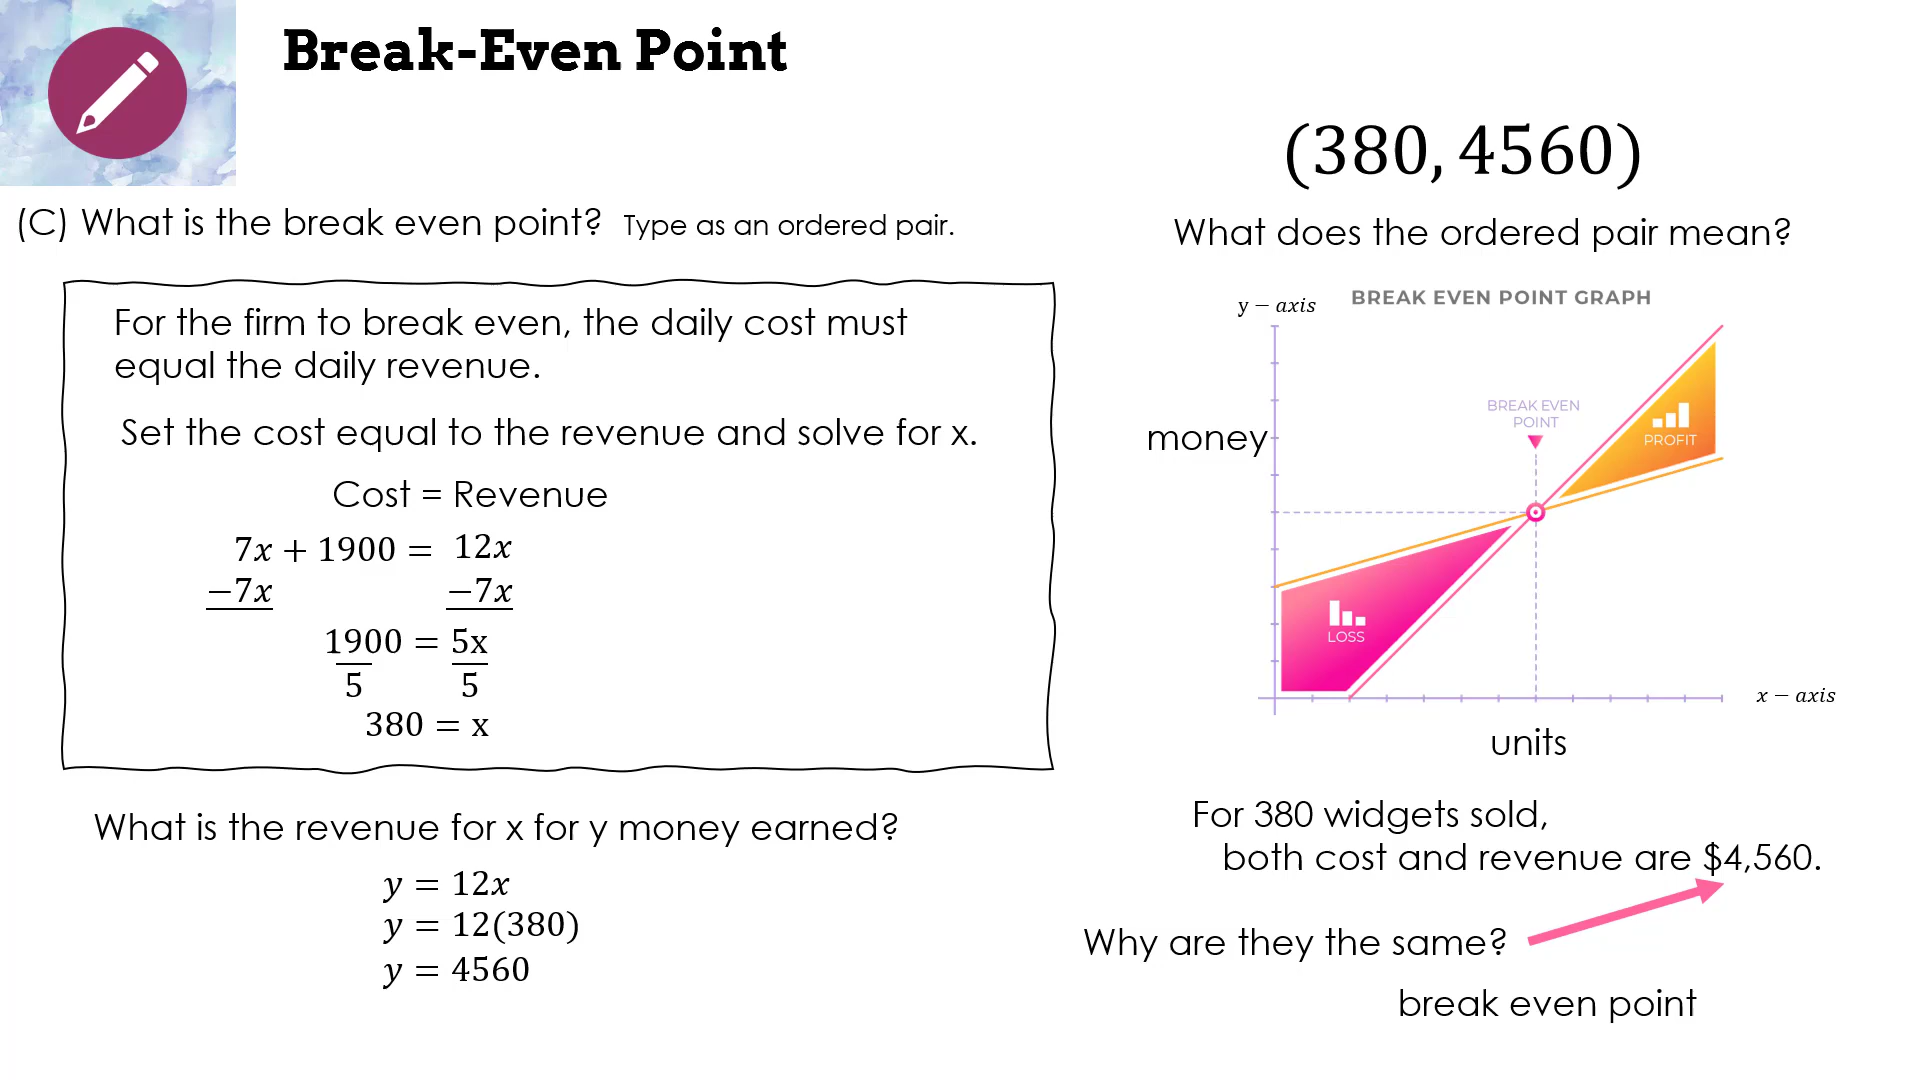 Break-Even Point
(C) What is the break even point? Type as an ordered pair.
For the firm to break even, the daily cost must
equal the daily revenue.
Set the cost equal to the revenue and solve for x.
Cost = Revenue
7x + 1900 = 12x
−7x −7x
1900 = 5x
5 5
380 = x
What is the revenue for x for y money earned?
y = 12x
y = 12(380)
y = 4560
(380, 4560)
What does the ordered pair mean?
y − axis
BREAK EVEN POINT GRAPH
BREAK EVEN
POINT
money
PROFIT
LOSS
x − axis
units
For 380 widgets sold,
both cost and revenue are $4,560.
Why are they the same?
break even point